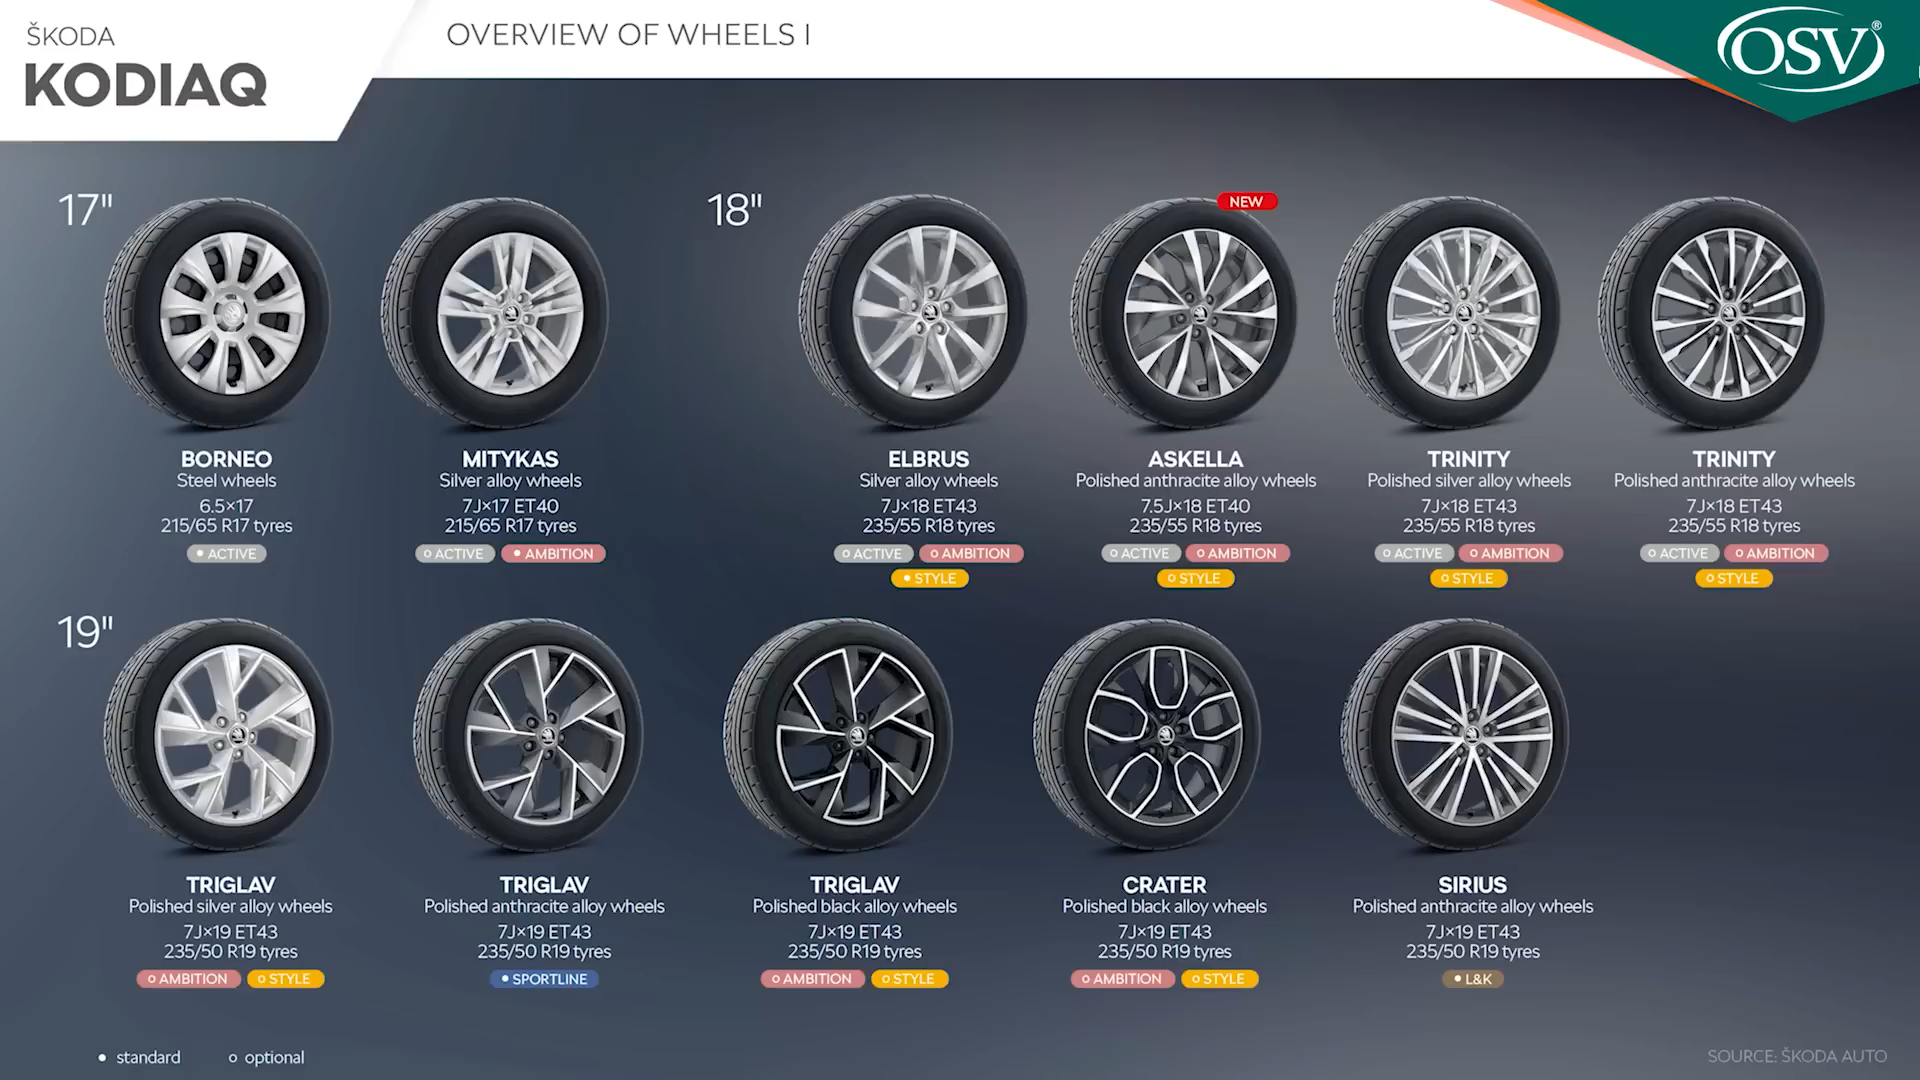 ŠKODA
KODIAQ
OVERVIEW OF WHEELS I
OSV®
17"
18"
NEW
BORNEO
Steel wheels
6.5×17
215/65 R17 tyres
• ACTIVE
MITYKAS
Silver alloy wheels
7J×17 ET40
215/65 R17 tyres
○ ACTIVE • AMBITION
ELBRUS
Silver alloy wheels
7J×18 ET43
235/55 R18 tyres
○ ACTIVE ○ AMBITION
• STYLE
ASKELLA
Polished anthracite alloy wheels
7.5J×18 ET40
235/55 R18 tyres
○ ACTIVE ○ AMBITION
○ STYLE
TRINITY
Polished silver alloy wheels
7J×18 ET43
235/55 R18 tyres
○ ACTIVE ○ AMBITION
○ STYLE
TRINITY
Polished anthracite alloy wheels
7J×18 ET43
235/55 R18 tyres
○ ACTIVE ○ AMBITION
○ STYLE
19"
TRIGLAV
Polished silver alloy wheels
7J×19 ET43
235/50 R19 tyres
○ AMBITION ○ STYLE
TRIGLAV
Polished anthracite alloy wheels
7J×19 ET43
235/50 R19 tyres
• SPORTLINE
TRIGLAV
Polished black alloy wheels
7J×19 ET43
235/50 R19 tyres
○ AMBITION ○ STYLE
CRATER
Polished black alloy wheels
7J×19 ET43
235/50 R19 tyres
○ AMBITION ○ STYLE
SIRIUS
Polished anthracite alloy wheels
7J×19 ET43
235/50 R19 tyres
• L&K
• standard ○ optional
SOURCE: ŠKODA AUTO